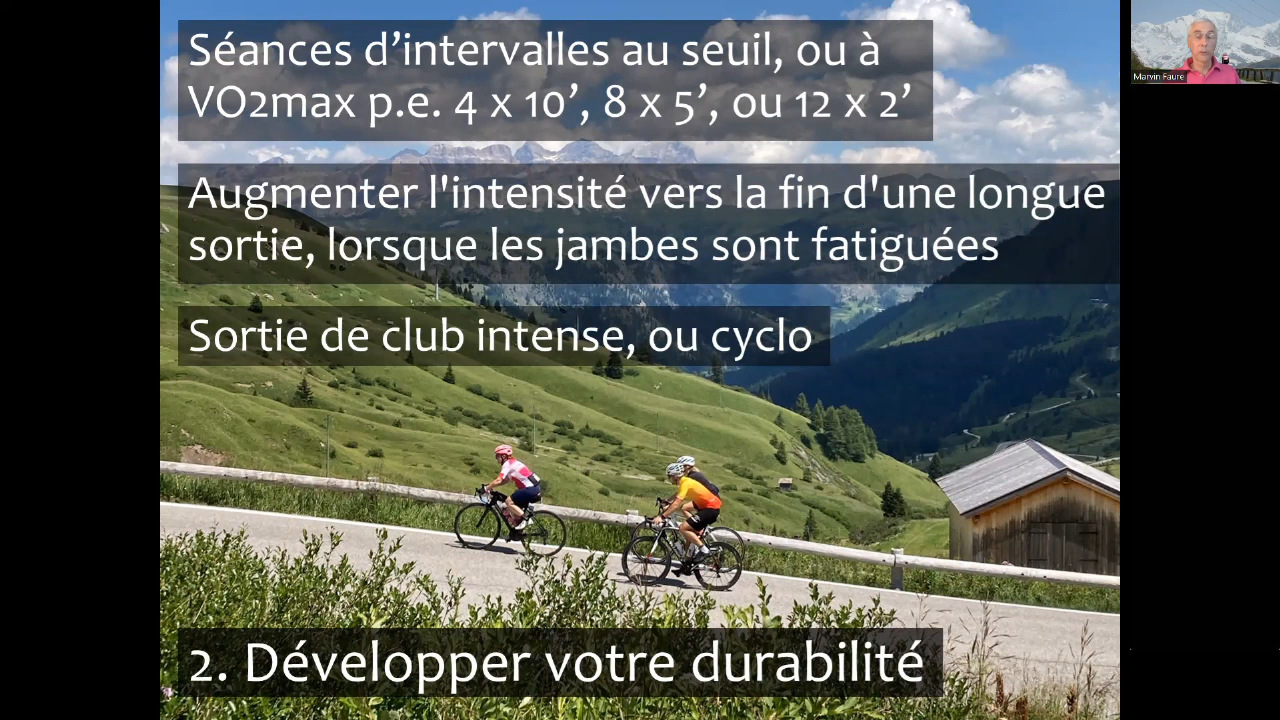 Séances d’intervalles au seuil, ou à
VO2max p.e. 4 x 10’, 8 x 5’, ou 12 x 2’
Augmenter l'intensité vers la fin d'une longue
sortie, lorsque les jambes sont fatiguées
Sortie de club intense, ou cyclo
2. Développer votre durabilité
Marvin Faure